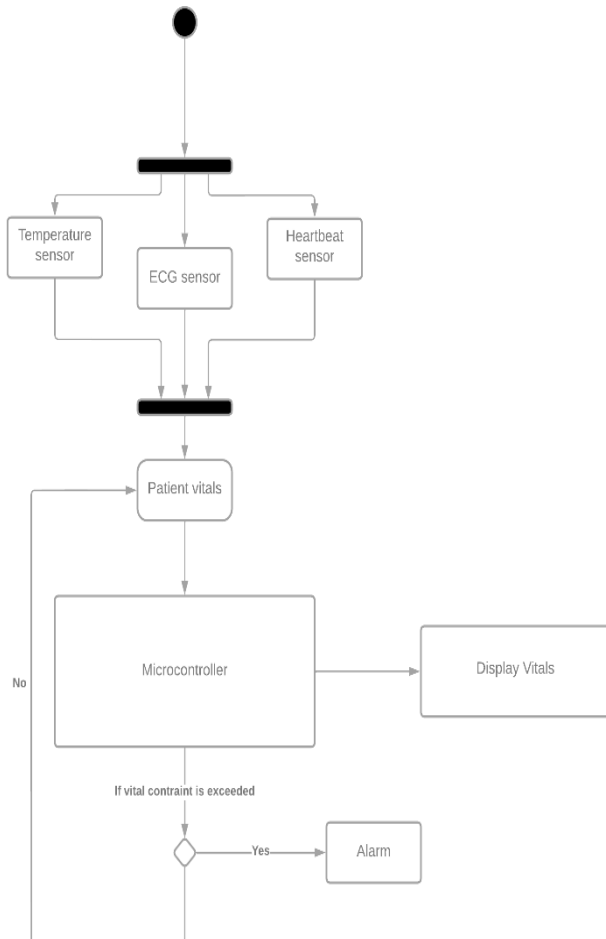 Temperature
sensor
ECG sensor
Heartbeat
sensor
Patient vitals
Microcontroller
Display Vitals
No
If vital contraint is exceeded
Yes
Alarm